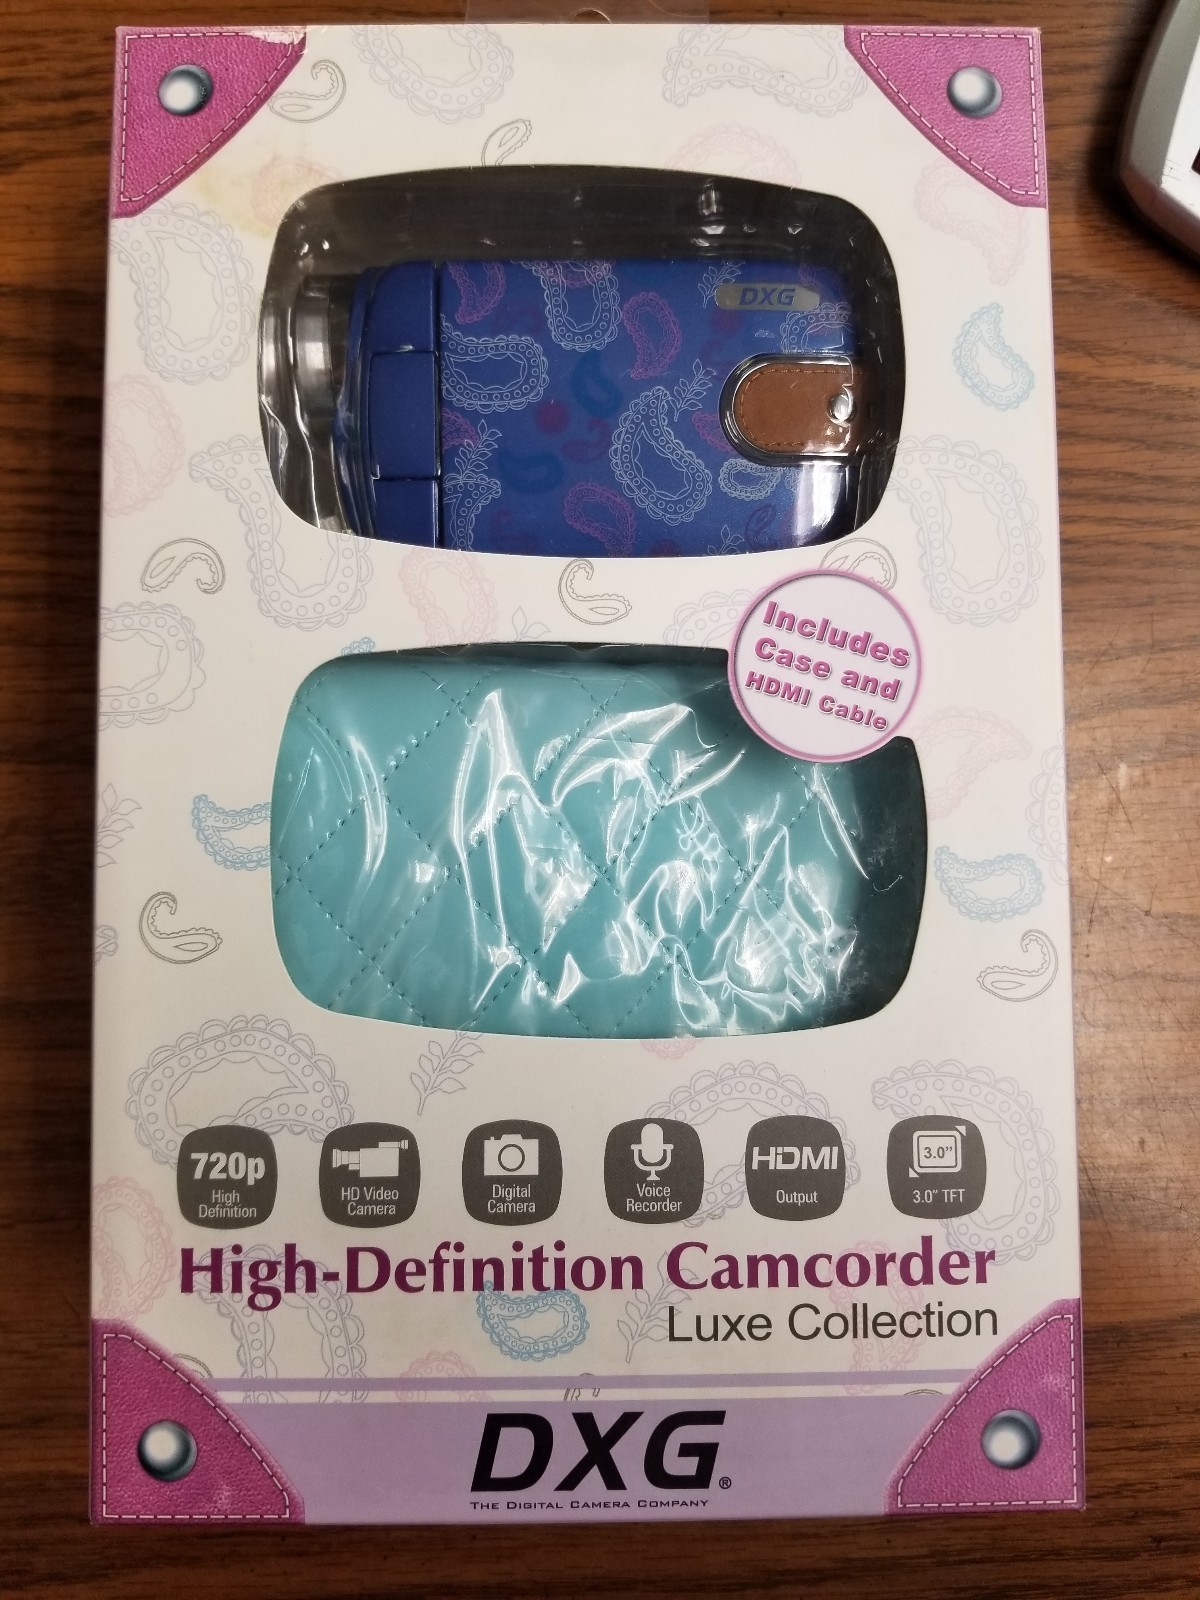 DXG
Includes
Case and
HDMI Cable
720p
High
Definition
HD Video
Camera
Digital
Camera
Voice
Recorder
HDMI
Output
3.0"
3.0" TFT
High-Definition Camcorder
Luxe Collection
DXG®
THE DIGITAL CAMERA COMPANY